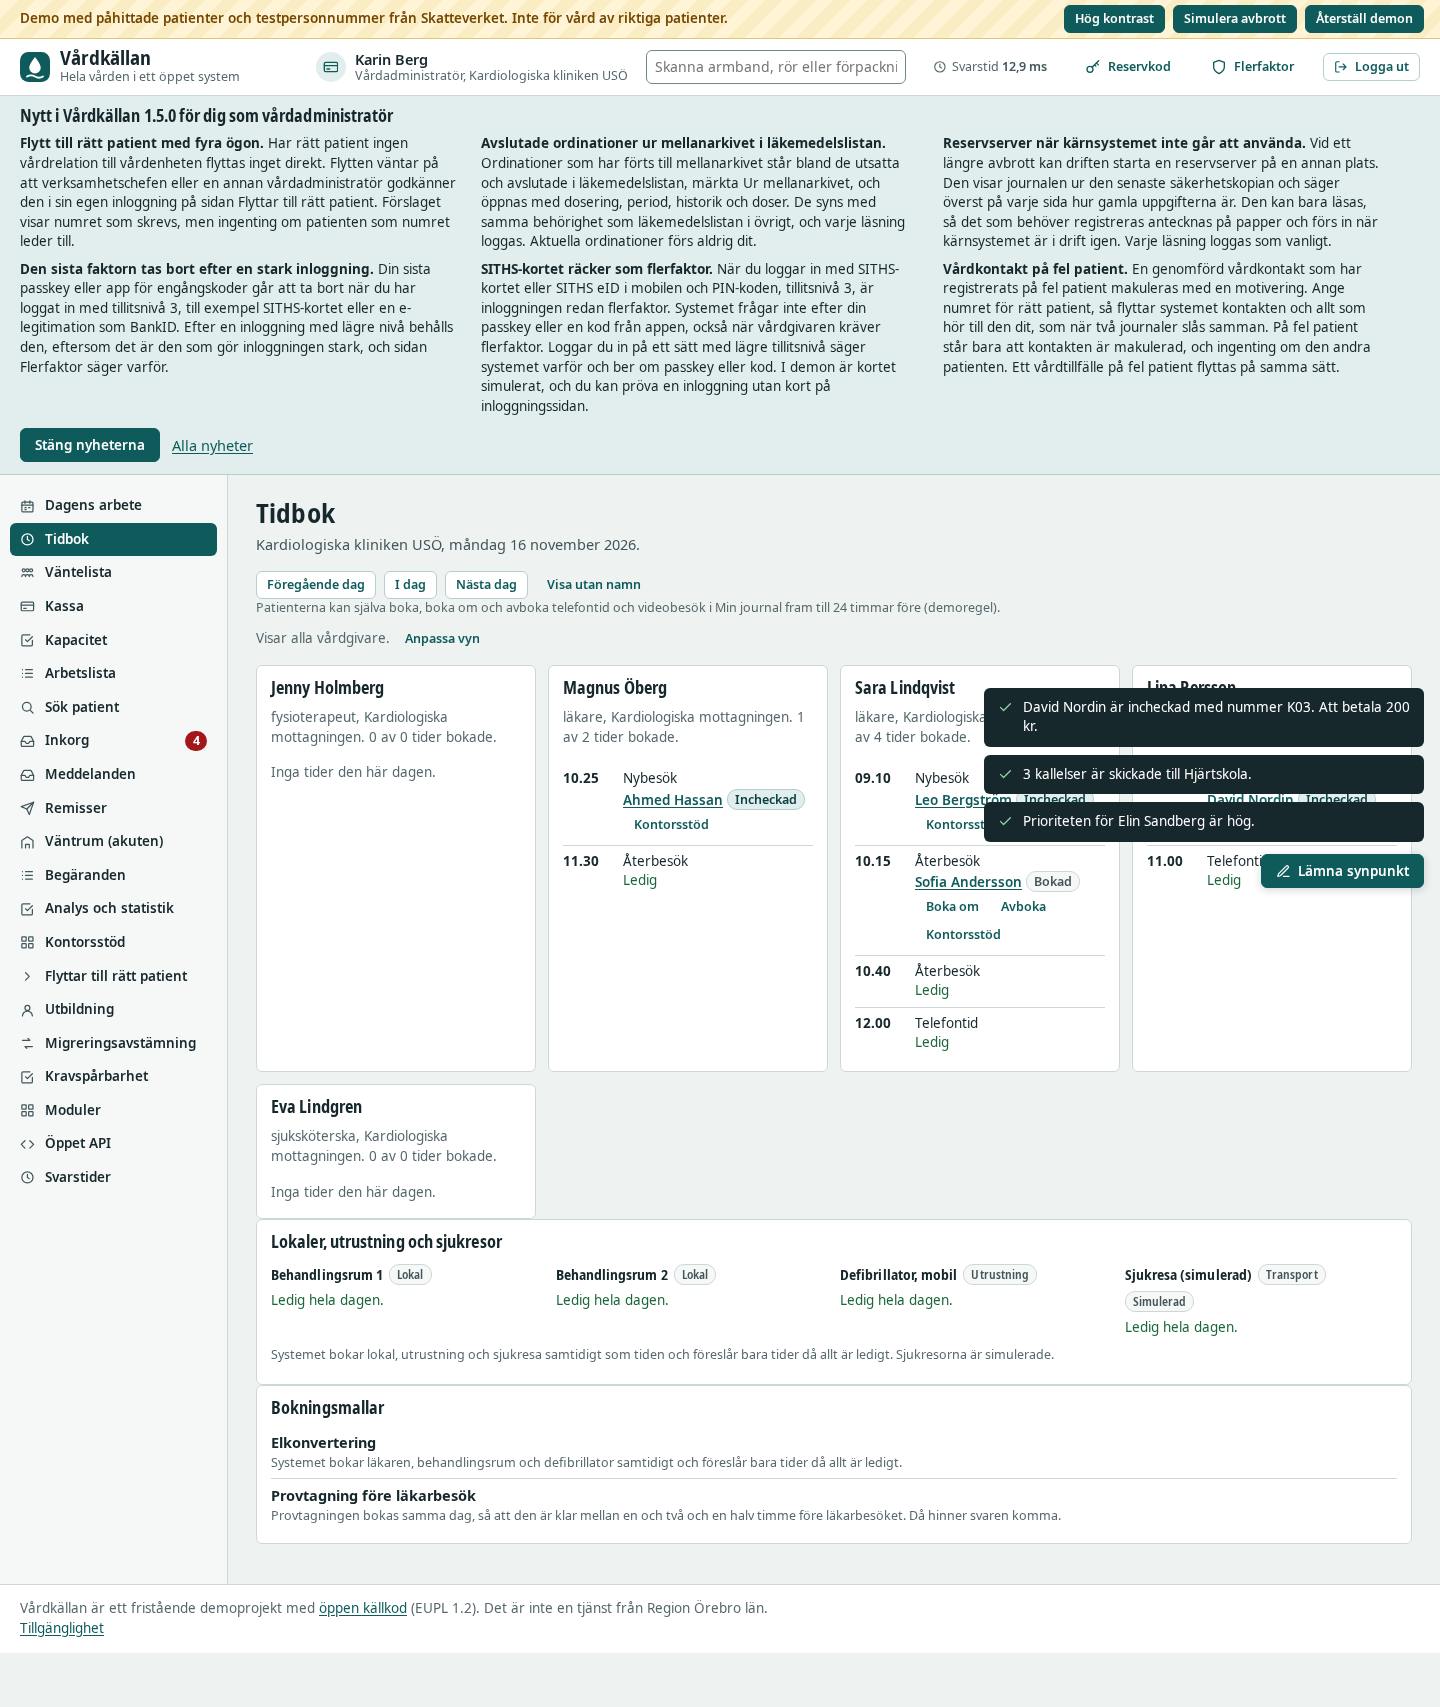 Demo med påhittade patienter och testpersonnummer från Skatteverket. Inte för vård av riktiga patienter.
Hög kontrast
Simulera avbrott
Återställ demon
Vårdkällan
Hela vården i ett öppet system
Karin Berg
Vårdadministratör, Kardiologiska kliniken USÖ
Skanna armband, rör eller förpackni
Svarstid 12,9 ms
Reservkod
Flerfaktor
Logga ut
Nytt i Vårdkällan 1.5.0 för dig som vårdadministratör
Flytt till rätt patient med fyra ögon. Har rätt patient ingen
vårdrelation till vårdenheten flyttas inget direkt. Flytten väntar på
att verksamhetschefen eller en annan vårdadministratör godkänner
den i sin egen inloggning på sidan Flyttar till rätt patient. Förslaget
visar numret som skrevs, men ingenting om patienten som numret
leder till.
Avslutade ordinationer ur mellanarkivet i läkemedelslistan.
Ordinationer som har förts till mellanarkivet står bland de utsatta
och avslutade i läkemedelslistan, märkta Ur mellanarkivet, och
öppnas med dosering, period, historik och doser. De syns med
samma behörighet som läkemedelslistan i övrigt, och varje läsning
loggas. Aktuella ordinationer förs aldrig dit.
Reservserver när kärnsystemet inte går att använda. Vid ett
längre avbrott kan driften starta en reservserver på en annan plats.
Den visar journalen ur den senaste säkerhetskopian och säger
överst på varje sida hur gamla uppgifterna är. Den kan bara läsas,
så det som behöver registreras antecknas på papper och förs in när
kärnsystemet är i drift igen. Varje läsning loggas som vanligt.
Den sista faktorn tas bort efter en stark inloggning. Din sista
passkey eller app för engångskoder går att ta bort när du har
loggat in med tillitsnivå 3, till exempel SITHS-kortet eller en e-
legitimation som BankID. Efter en inloggning med lägre nivå behålls
den, eftersom det är den som gör inloggningen stark, och sidan
Flerfaktor säger varför.
SITHS-kortet räcker som flerfaktor. När du loggar in med SITHS-
kortet eller SITHS eID i mobilen och PIN-koden, tillitsnivå 3, är
inloggningen redan flerfaktor. Systemet frågar inte efter din
passkey eller en kod från appen, också när vårdgivaren kräver
flerfaktor. Loggar du in på ett sätt med lägre tillitsnivå säger
systemet varför och ber om passkey eller kod. I demon är kortet
simulerat, och du kan pröva en inloggning utan kort på
inloggningssidan.
Vårdkontakt på fel patient. En genomförd vårdkontakt som har
registrerats på fel patient makuleras med en motivering. Ange
numret för rätt patient, så flyttar systemet kontakten och allt som
hör till den dit, som när två journaler slås samman. På fel patient
står bara att kontakten är makulerad, och ingenting om den andra
patienten. Ett vårdtillfälle på fel patient flyttas på samma sätt.
Stäng nyheterna
Alla nyheter
Dagens arbete
Tidbok
Väntelista
Kassa
Kapacitet
Arbetslista
Sök patient
Inkorg 4
Meddelanden
Remisser
Väntrum (akuten)
Begäranden
Analys och statistik
Kontorsstöd
Flyttar till rätt patient
Utbildning
Migreringsavstämning
Kravspårbarhet
Moduler
Öppet API
Svarstider
Tidbok
Kardiologiska kliniken USÖ, måndag 16 november 2026.
Föregående dag
I dag
Nästa dag
Visa utan namn
Patienterna kan själva boka, boka om och avboka telefontid och videobesök i Min journal fram till 24 timmar före (demoregel).
Visar alla vårdgivare.
Anpassa vyn
Jenny Holmberg
fysioterapeut, Kardiologiska
mottagningen. 0 av 0 tider bokade.
Inga tider den här dagen.
Magnus Öberg
läkare, Kardiologiska mottagningen. 1
av 2 tider bokade.
10.25 Nybesök
Ahmed Hassan Incheckad
Kontorsstöd
11.30 Återbesök
Ledig
Sara Lindqvist
läkare, Kardiologiska
av 4 tider bokade.
09.10 Nybesök
Leo Bergström Incheckad
Kontorsst
10.15 Återbesök
Sofia Andersson Bokad
Boka om
Avboka
Kontorsstöd
10.40 Återbesök
Ledig
12.00 Telefontid
Ledig
Lina Persson
David Nordin Incheckad
11.00 Telefonti
Ledig
David Nordin är incheckad med nummer K03. Att betala 200
kr.
3 kallelser är skickade till Hjärtskola.
Prioriteten för Elin Sandberg är hög.
Lämna synpunkt
Eva Lindgren
sjuksköterska, Kardiologiska
mottagningen. 0 av 0 tider bokade.
Inga tider den här dagen.
Lokaler, utrustning och sjukresor
Behandlingsrum 1 Lokal
Ledig hela dagen.
Behandlingsrum 2 Lokal
Ledig hela dagen.
Defibrillator, mobil Utrustning
Ledig hela dagen.
Sjukresa (simulerad) Transport
Simulerad
Ledig hela dagen.
Systemet bokar lokal, utrustning och sjukresa samtidigt som tiden och föreslår bara tider då allt är ledigt. Sjukresorna är simulerade.
Bokningsmallar
Elkonvertering
Systemet bokar läkaren, behandlingsrum och defibrillator samtidigt och föreslår bara tider då allt är ledigt.
Provtagning före läkarbesök
Provtagningen bokas samma dag, så att den är klar mellan en och två och en halv timme före läkarbesöket. Då hinner svaren komma.
Vårdkällan är ett fristående demoprojekt med öppen källkod (EUPL 1.2). Det är inte en tjänst från Region Örebro län.
Tillgänglighet